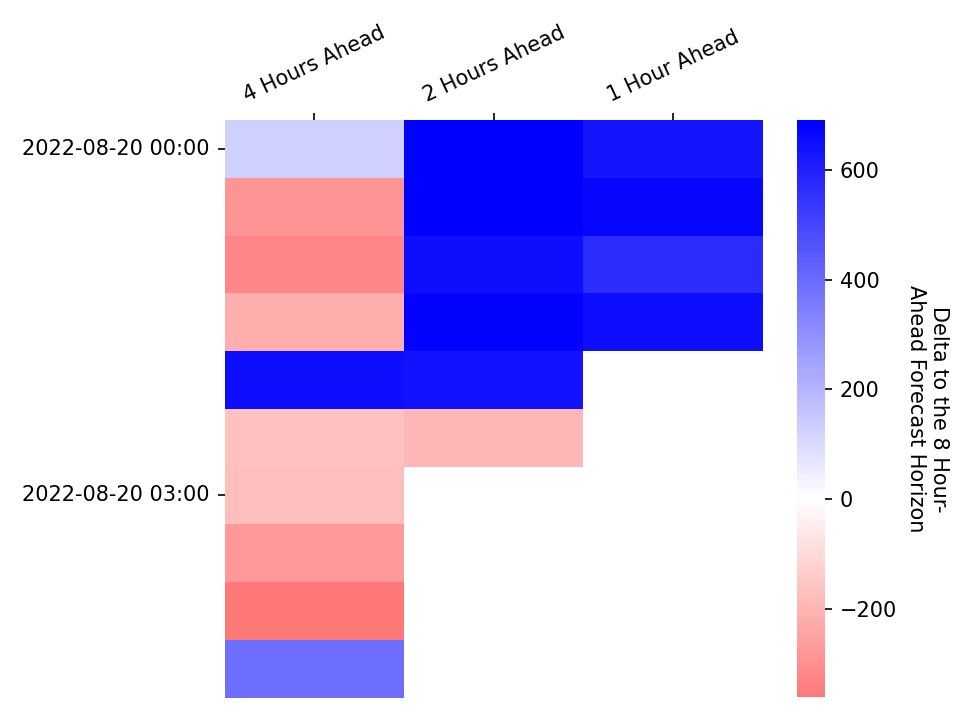 4 Hours Ahead
2 Hours Ahead
1 Hour Ahead
2022-08-20 00:00
2022-08-20 03:00
600
400
200
0
−200
Delta to the 8 Hour-
Ahead Forecast Horizon